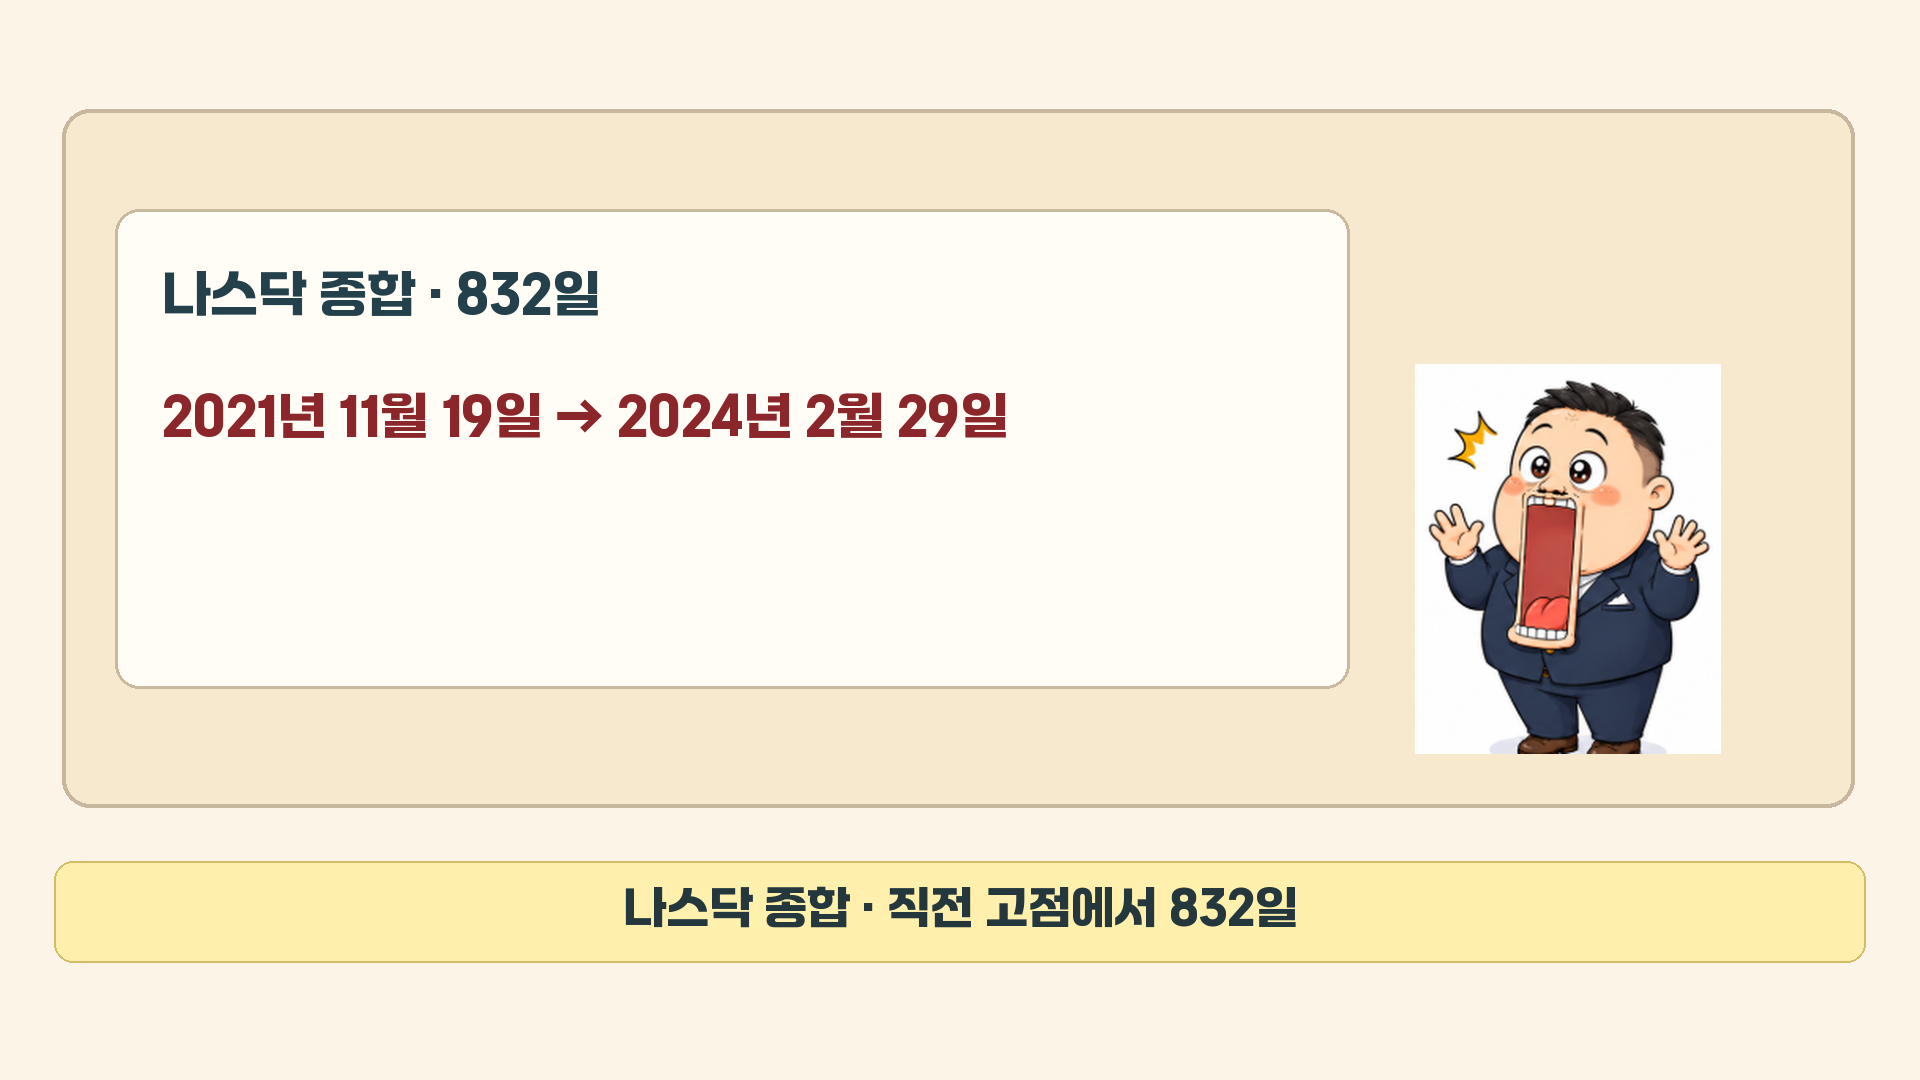 나스닥 종합 · 832일
2021년 11월 19일 → 2024년 2월 29일
나스닥 종합 · 직전 고점에서 832일